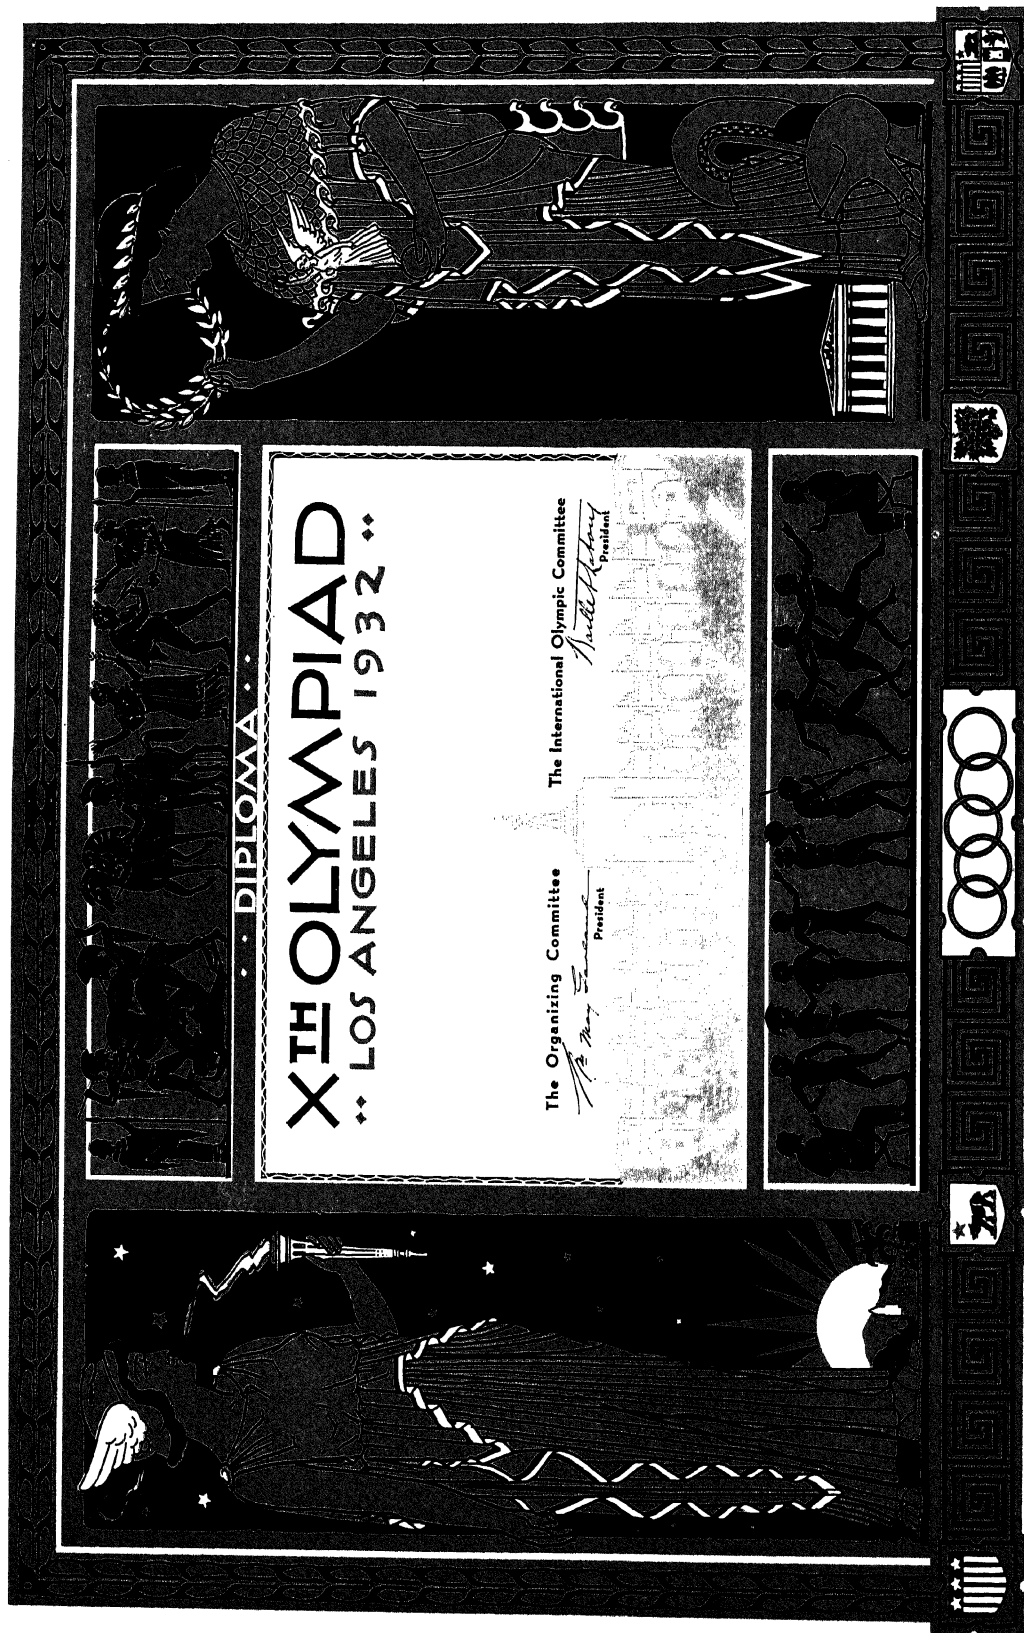 DIPLOMA
XTH OLYMPIAD
LOS ANGELES 1932
The Organizing Committee
President
The International Olympic Committee
President